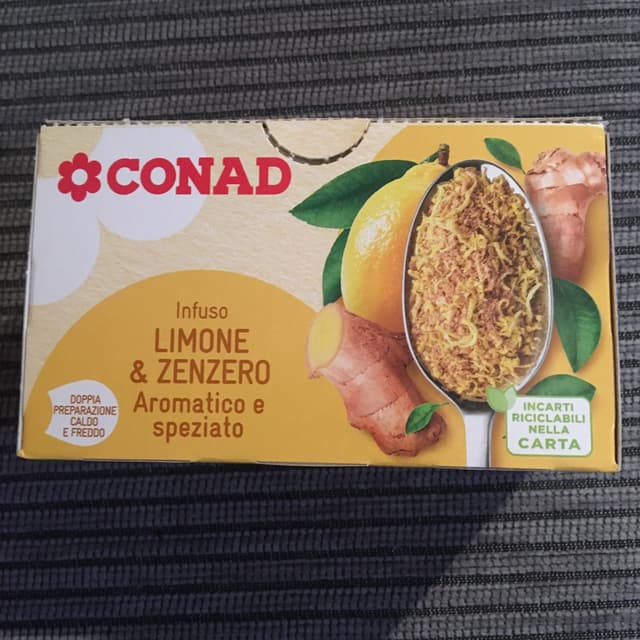 CONAD
Infuso
LIMONE
& ZENZERO
Aromatico e
speziato
DOPPIA
PREPARAZIONE
CALDO
E FREDDO
INCARTI
RICICLABILI
NELLA
CARTA